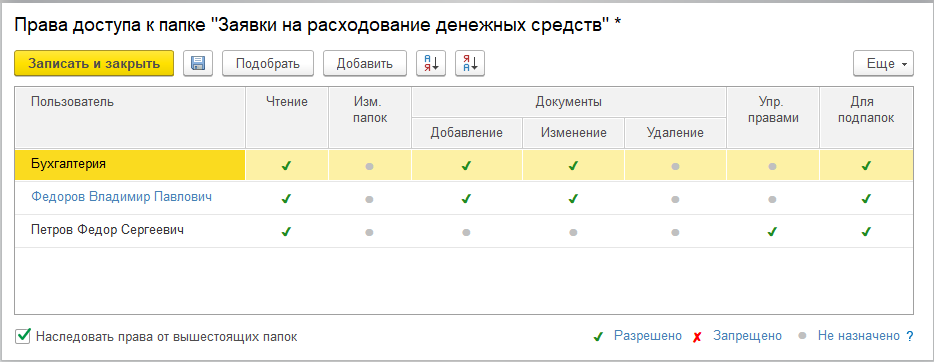 Права доступа к папке "Заявки на расходование денежных средств" *
Записать и закрыть Подобрать Добавить А Я Я А Еще
Пользователь Чтение Изм. папок Документы Упр. правами Для подпапок
Добавление Изменение Удаление
Бухгалтерия
Федоров Владимир Павлович
Петров Федор Сергеевич
Наследовать права от вышестоящих папок Разрешено Запрещено Не назначено ?